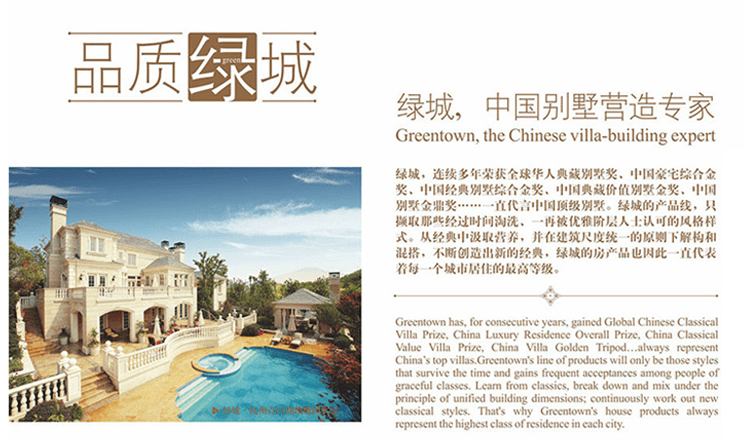 品质绿城
green
绿城，中国别墅营造专家
Greentown, the Chinese villa-building expert
绿城，连续多年荣获全球华人典藏别墅奖、中国豪宅综合金
奖、中国经典别墅综合金奖、中国典藏价值别墅金奖、中国
别墅金鼎奖……一直代言中国顶级别墅。绿城的产品线，只
撷取那些经过时间淘洗、一再被优雅阶层人士认可的风格样
式。从经典中汲取营养，并在建筑尺度统一的原则下解构和
混搭，不断创造出新的经典，绿城的房产品也因此一直代表
着每一个城市居住的最高等级。
Greentown has, for consecutive years, gained Global Chinese Classical
Villa Prize, China Luxury Residence Overall Prize, China Classical
Value Villa Prize, China Villa Golden Tripod…always represent
China's top villas.Greentown's line of products will only be those styles
that survive the time and gains frequent acceptances among people of
graceful classes. Learn from classics, break down and mix under the
principle of unified building dimensions; continuously work out new
classical styles. That's why Greentown's house products always
represent the highest class of residence in each city.